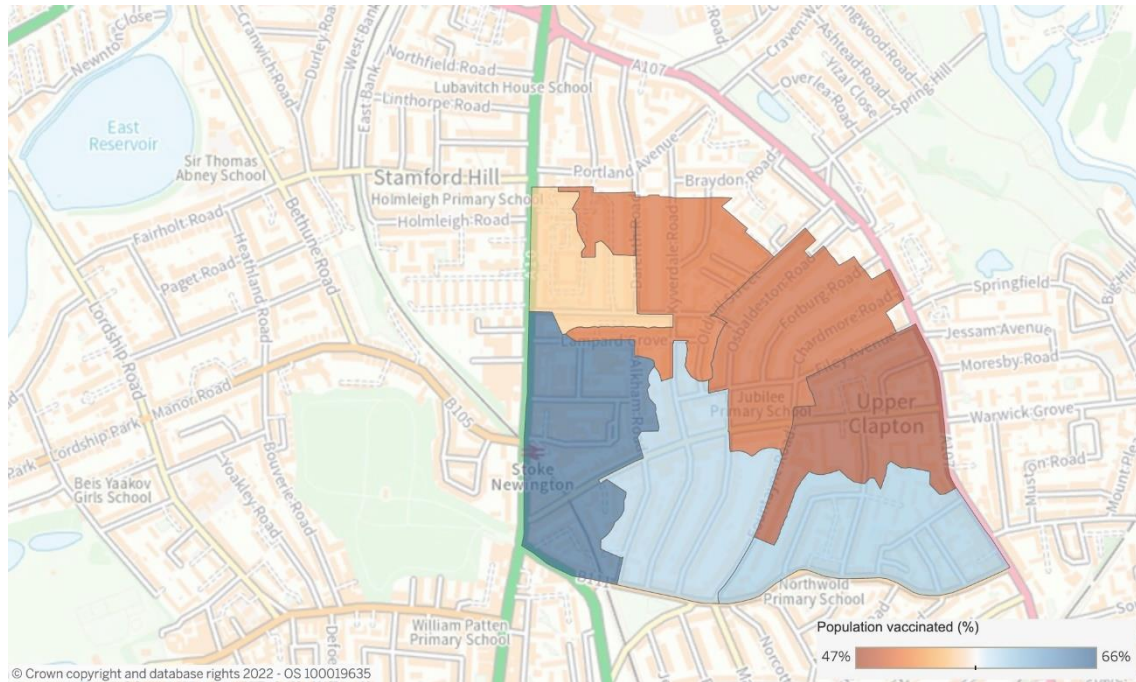 Newnton
Close
Cranwich Road
Durley Road
West Bank
East Bank
Northfield Road
Lubavitch House School
Linthorpe Road
A107
Road
Craven
Ashtead Road
Yizal Close
Overlea Road
Spring Hill
East
Reservoir
Sir Thomas
Abney School
Stamford Hill
Holmleigh Primary School
Holmleigh Road
Portland Avenue
Braydon Road
Fairholt Road
Bethune Road
Paget Road
Heathland Road
A10
Lynmouth Road
Osbaldeston Road
Forburg Road
Chardmore Road
Filey Avenue
Springfield
Jessam Avenue
Moresby Road
Warwick Grove
Lordship Road
Manor Road
Lordship Park
B105
Lampard Grove
Alkham Road
Jubilee
Primary School
Upper
Clapton
A107
Muston Road
Mount
Stoke
Newington
Park
Beis Yaakov
Girls School
Yoakley Road
Bouverie Road
Northwold
Primary School
William Patten
Primary School
Population vaccinated (%)
47%
66%
© Crown copyright and database rights 2022 - OS 100019635